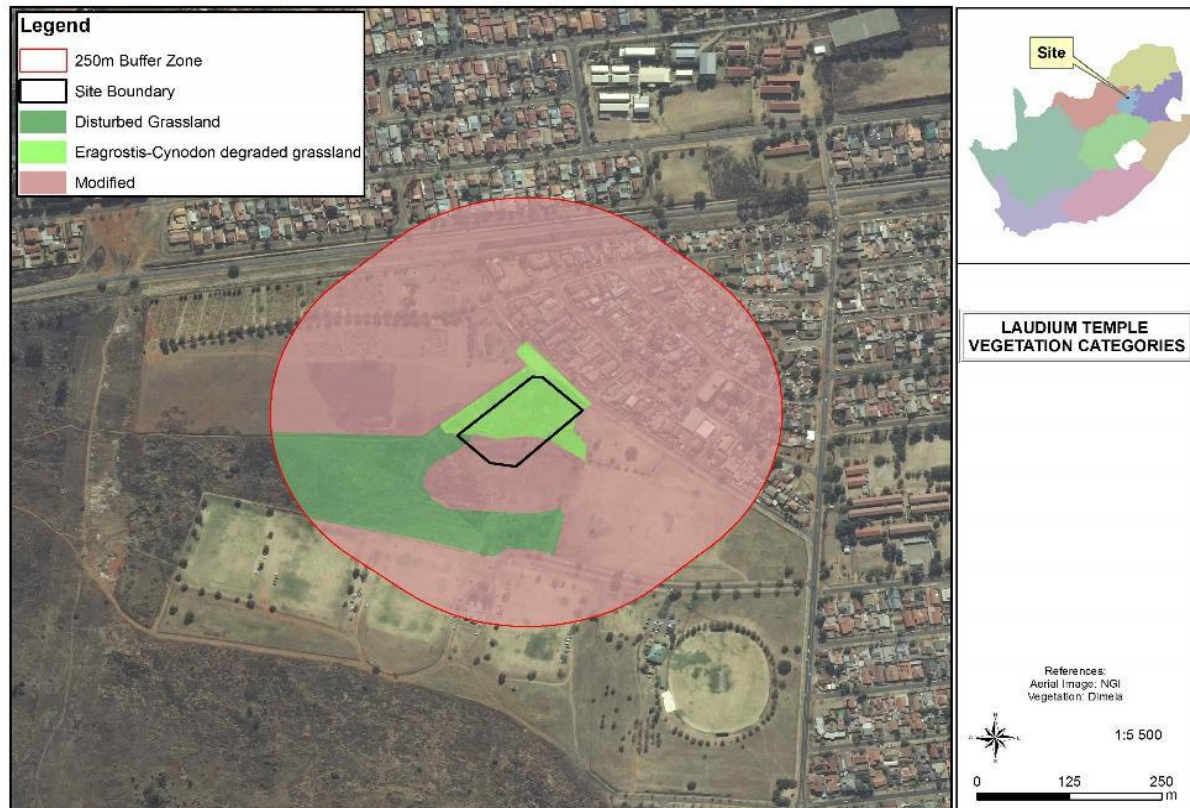 Legend
250m Buffer Zone
Site Boundary
Disturbed Grassland
Eragrostis-Cynodon degraded grassland
Modified
Site
LAUDIUM TEMPLE
VEGETATION CATEGORIES
References:
Aerial Image: NGI
Vegetation: Dimela
N
1:5 500
0 125 250
m